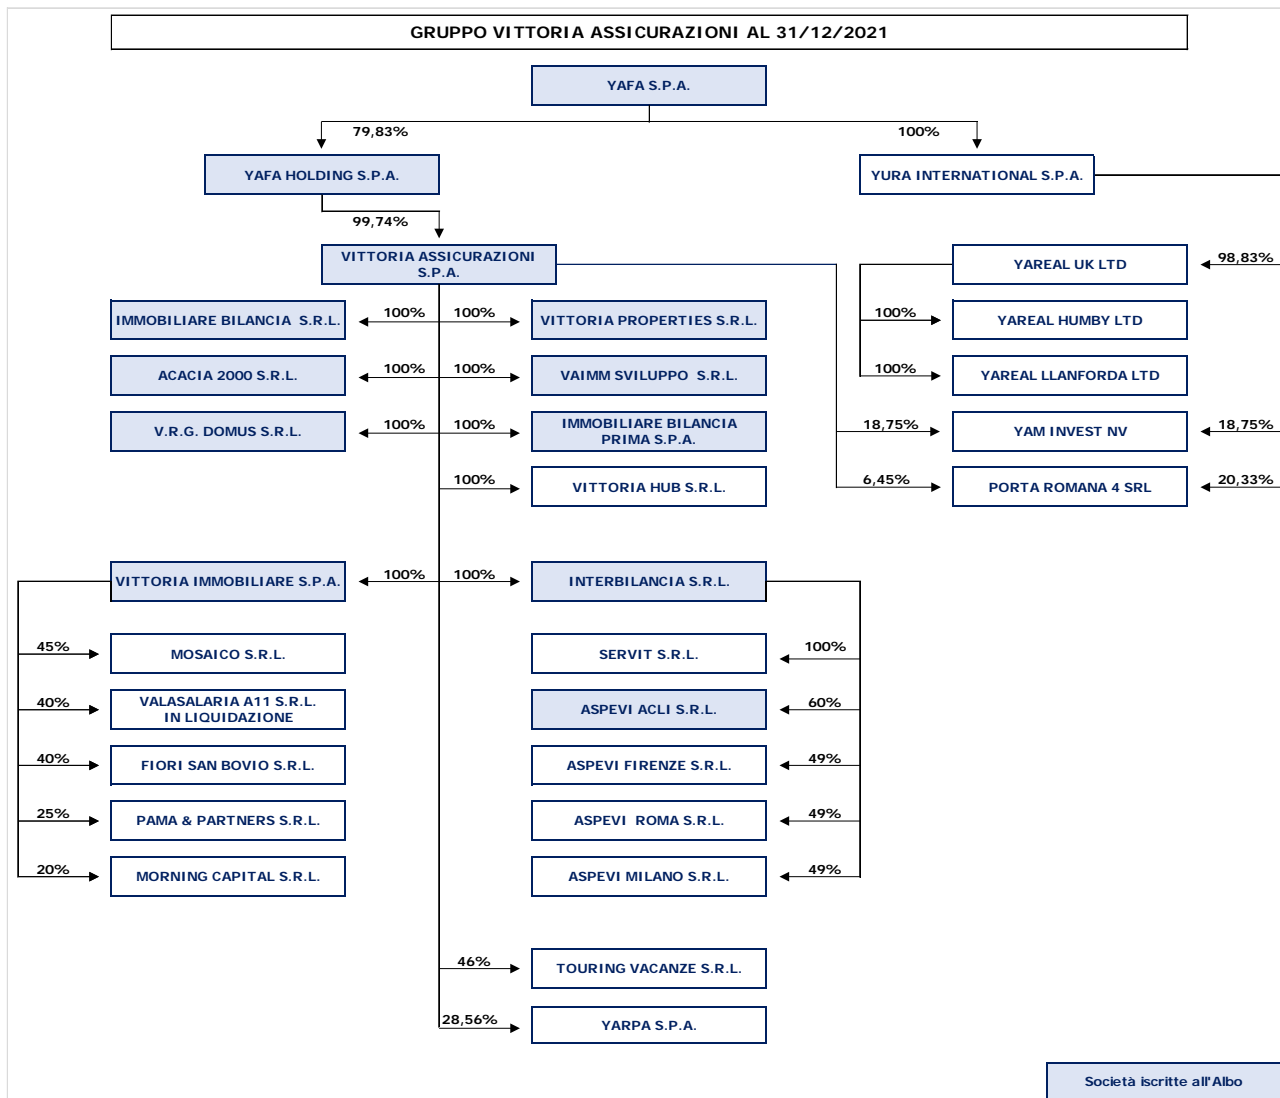 GRUPPO VITTORIA ASSICURAZIONI AL 31/12/2021
YAFA S.P.A.
79,83%
100%
YAFA HOLDING S.P.A.
YURA INTERNATIONAL S.P.A.
99,74%
VITTORIA ASSICURAZIONI
S.P.A.
YAREAL UK LTD
98,83%
IMMOBILIARE BILANCIA S.R.L.
100%
100%
VITTORIA PROPERTIES S.R.L.
100%
YAREAL HUMBY LTD
ACACIA 2000 S.R.L.
100%
100%
VAIMM SVILUPPO S.R.L.
100%
YAREAL LLANFORDA LTD
V.R.G. DOMUS S.R.L.
100%
100%
IMMOBILIARE BILANCIA
PRIMA S.P.A.
18,75%
YAM INVEST NV
18,75%
100%
VITTORIA HUB S.R.L.
6,45%
PORTA ROMANA 4 SRL
20,33%
VITTORIA IMMOBILIARE S.P.A.
100%
100%
INTERBILANCIA S.R.L.
45%
MOSAICO S.R.L.
SERVIT S.R.L.
100%
40%
VALASALARIA A11 S.R.L.
IN LIQUIDAZIONE
ASPEVI ACLI S.R.L.
60%
40%
FIORI SAN BOVIO S.R.L.
ASPEVI FIRENZE S.R.L.
49%
25%
PAMA & PARTNERS S.R.L.
ASPEVI ROMA S.R.L.
49%
20%
MORNING CAPITAL S.R.L.
ASPEVI MILANO S.R.L.
49%
46%
TOURING VACANZE S.R.L.
28,56%
YARPA S.P.A.
Società iscritte all'Albo